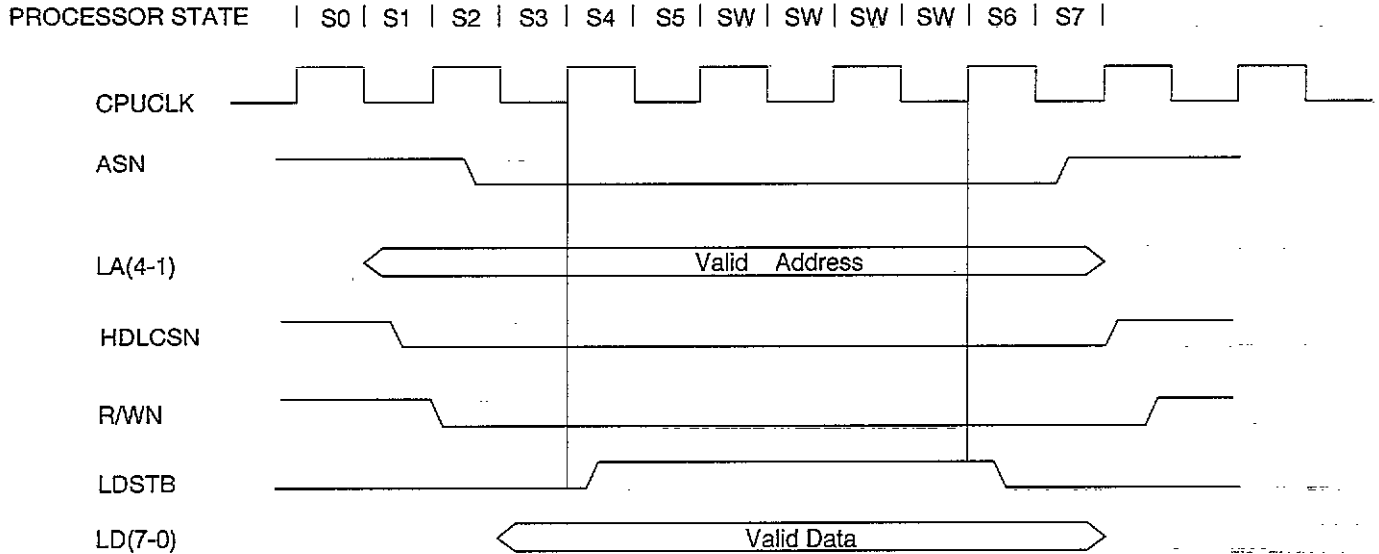 PROCESSOR STATE | S0 | S1 | S2 | S3 | S4 | S5 | SW | SW | SW | SW | S6 | S7 |
CPUCLK
ASN
LA(4-1) Valid Address
HDLCSN
R/WN
LDSTB
LD(7-0) Valid Data